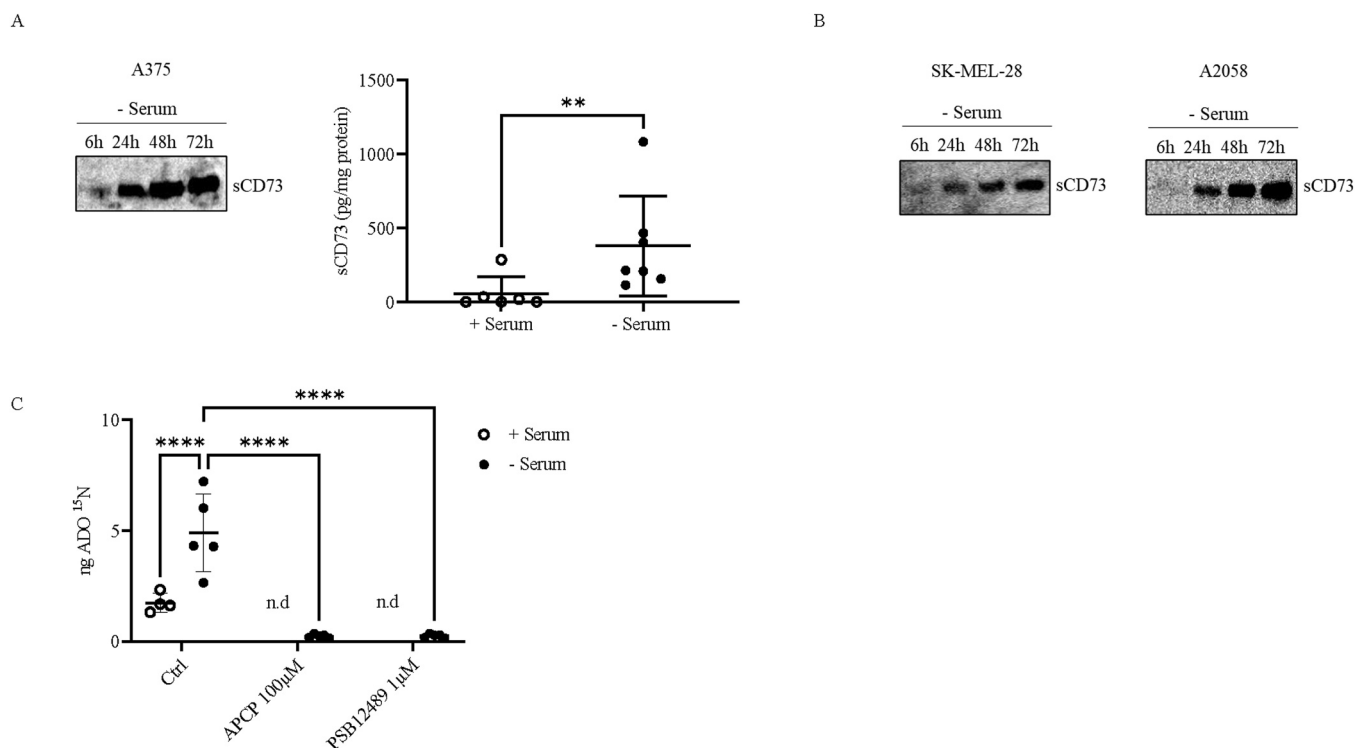 A
A375
- Serum
6h 24h 48h 72h
sCD73
sCD73 (pg/mg protein)
1500
1000
500
0
**
+ Serum
- Serum
B
SK-MEL-28
- Serum
6h 24h 48h 72h
sCD73
A2058
- Serum
6h 24h 48h 72h
sCD73
C
ng ADO ¹⁵N
10
5
0
****
****
****
n.d
n.d
Ctrl
APCP 100µM
PSB12489 1µM
+ Serum
- Serum